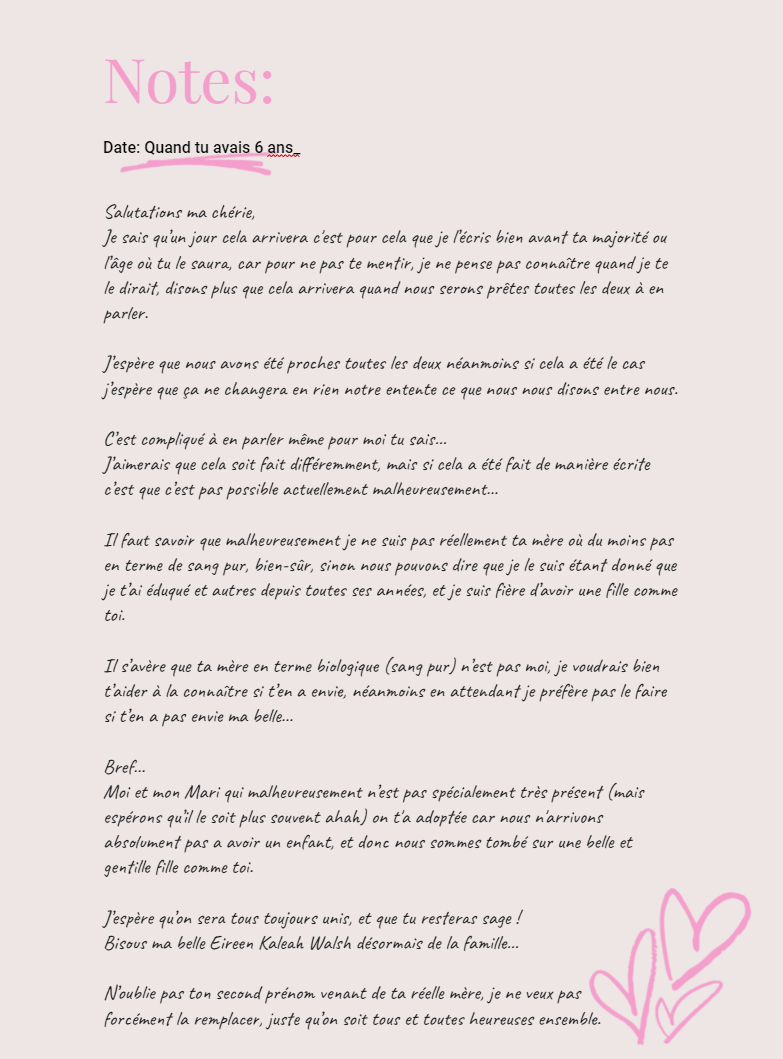 Notes:
Date: Quand tu avais 6 ans_
Salutations ma chérie,
Je sais qu'un jour cela arrivera c'est pour cela que je l'écris bien avant ta majorité ou
l'âge où tu le saura, car pour ne pas te mentir, je ne pense pas connaître quand je te
le dirait, disons plus que cela arrivera quand nous serons prêtes toutes les deux à en
parler.
J'espère que nous avons été proches toutes les deux néanmoins si cela a été le cas
j'espère que ça ne changera en rien notre entente ce que nous nous disons entre nous.
C'est compliqué à en parler même pour moi tu sais...
J'aimerais que cela soit fait différemment, mais si cela a été fait de manière écrite
c'est que c'est pas possible actuellement malheureusement...
Il faut savoir que malheureusement je ne suis pas réellement ta mère où du moins pas
en terme de sang pur, bien-sûr, sinon nous pouvons dire que je le suis étant donné que
je t'ai éduqué et autres depuis toutes ses années, et je suis fière d'avoir une fille comme
toi.
Il s'avère que ta mère en terme biologique (sang pur) n'est pas moi, je voudrais bien
t'aider à la connaître si t'en a envie, néanmoins en attendant je préfère pas le faire
si t'en a pas envie ma belle...
Bref...
Moi et mon Mari qui malheureusement n'est pas spécialement très présent (mais
espérons qu'il le soit plus souvent ahah) on t'a adoptée car nous n'arrivons
absolument pas a avoir un enfant, et donc nous sommes tombé sur une belle et
gentille fille comme toi.
J'espère qu'on sera tous toujours unis, et que tu resteras sage !
Bisous ma belle Eireen Kaleah Walsh désormais de la famille...
N'oublie pas ton second prénom venant de ta réelle mère, je ne veux pas
forcément la remplacer, juste qu'on soit tous et toutes heureuses ensemble.